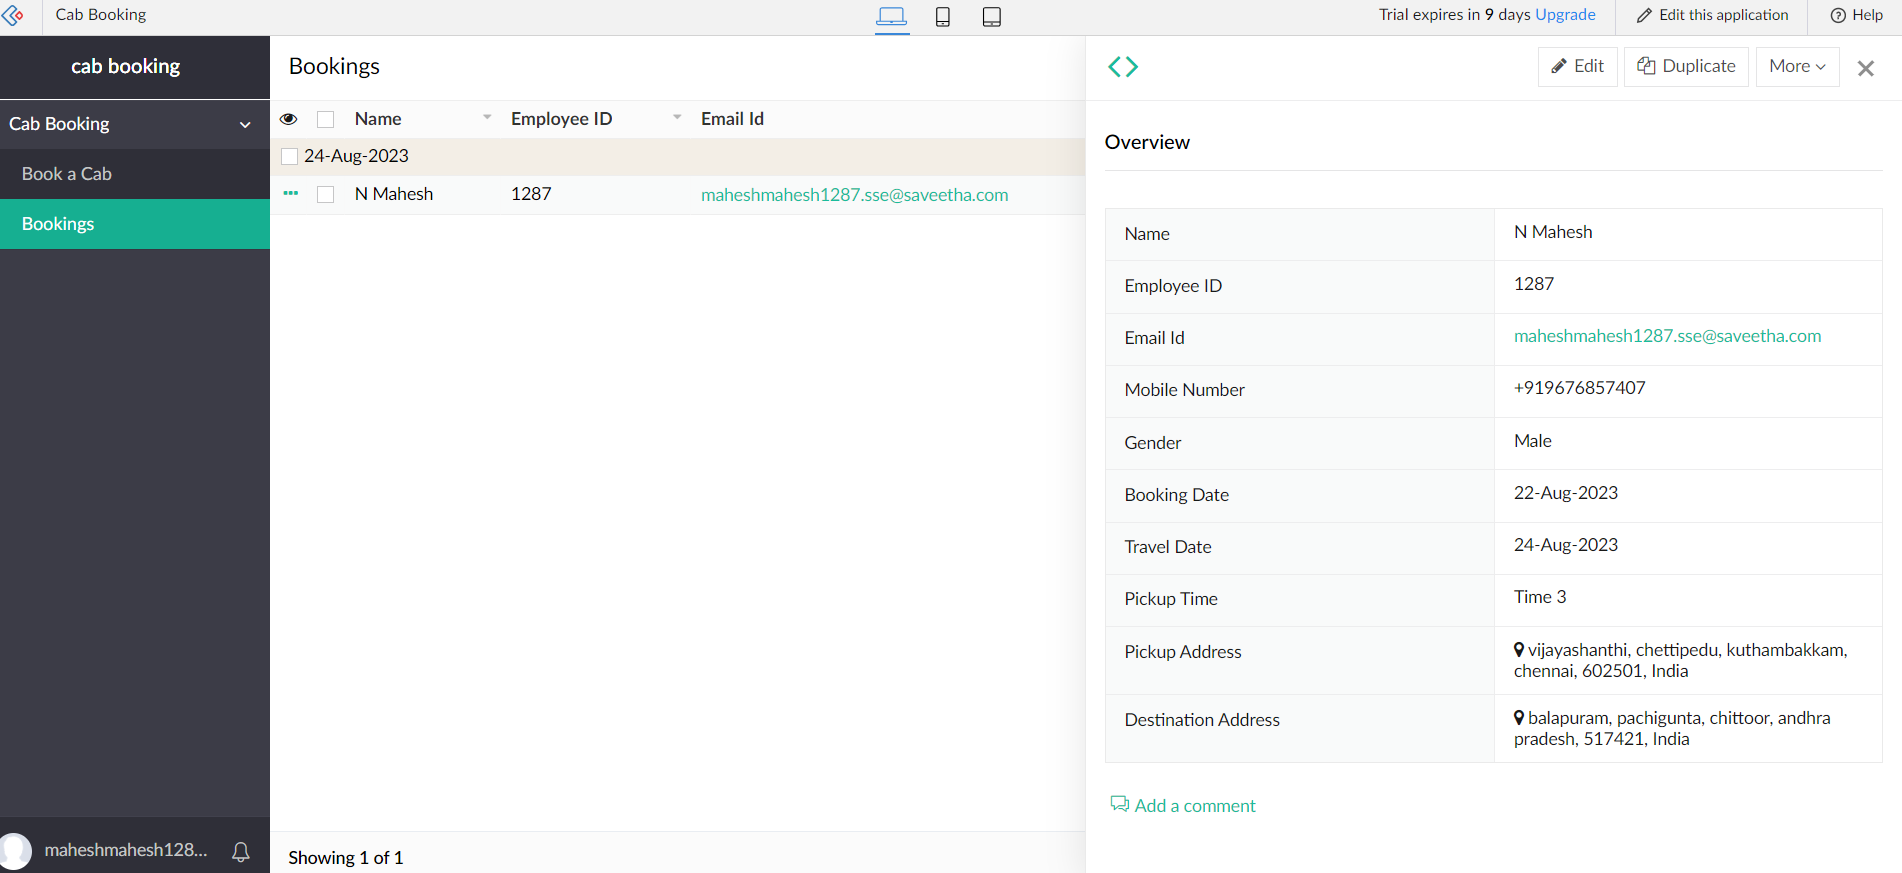 Cab Booking
Trial expires in 9 days Upgrade
Edit this application
Help
cab booking
Cab Booking
Book a Cab
Bookings
maheshmahesh128...
Bookings
Name Employee ID Email Id
24-Aug-2023
N Mahesh 1287 maheshmahesh1287.sse@saveetha.com
Showing 1 of 1
Edit Duplicate More
Overview
Name N Mahesh
Employee ID 1287
Email Id maheshmahesh1287.sse@saveetha.com
Mobile Number +919676857407
Gender Male
Booking Date 22-Aug-2023
Travel Date 24-Aug-2023
Pickup Time Time 3
Pickup Address vijayashanthi, chettipedu, kuthambakkam,
chennai, 602501, India
Destination Address balapuram, pachigunta, chittoor, andhra
pradesh, 517421, India
Add a comment